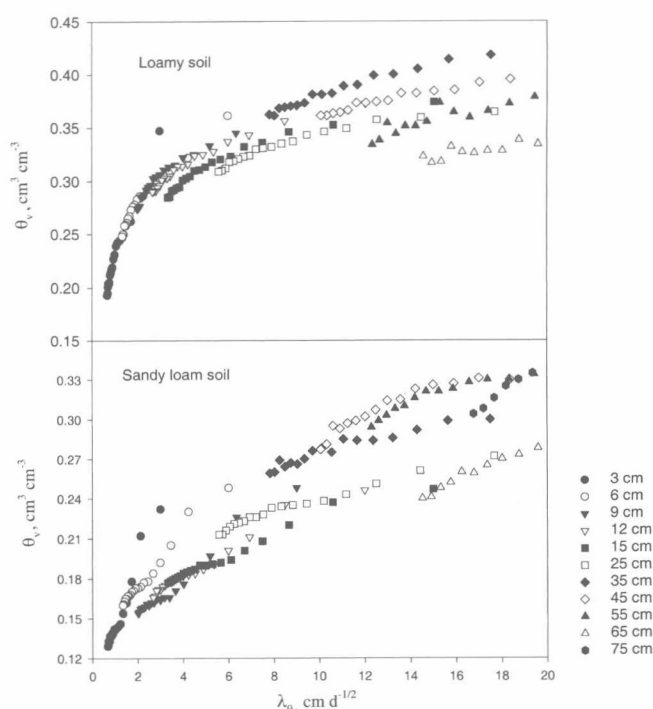 0.45
Loamy soil
0.40
0.35
0.30
0.25
0.20
0.15
θv, cm3 cm-3
Sandy loam soil
0.33
0.30
0.27
0.24
0.21
0.18
0.15
0.12
θv, cm3 cm-3
0 2 4 6 8 10 12 14 16 18 20
λθ, cm d-1/2
3 cm
6 cm
9 cm
12 cm
15 cm
25 cm
35 cm
45 cm
55 cm
65 cm
75 cm